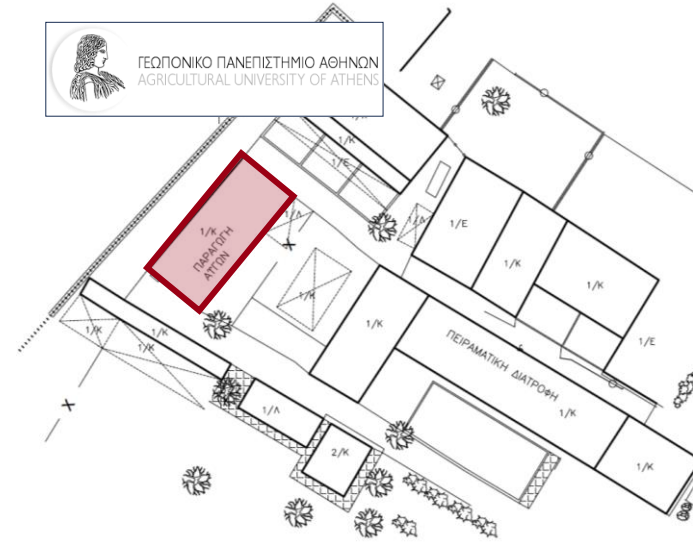 ΓΕΩΠΟΝΙΚΟ ΠΑΝΕΠΙΣΤΗΜΙΟ ΑΘΗΝΩΝ
AGRICULTURAL UNIVERSITY OF ATHENS
1/Κ
1/Ε
1/Κ
ΠΑΡΑΓΩΓΗ
ΑΥΓΩΝ
1/Λ
1/Λ
1/Ε
1/Κ
1/Κ
1/Κ
1/Κ
1/Κ
1/Κ
1/Κ
1/Ε
ΠΕΙΡΑΜΑΤΙΚΗ ΔΙΑΤΡΟΦΗ
1/Κ
1/Λ
2/Κ
1/Κ